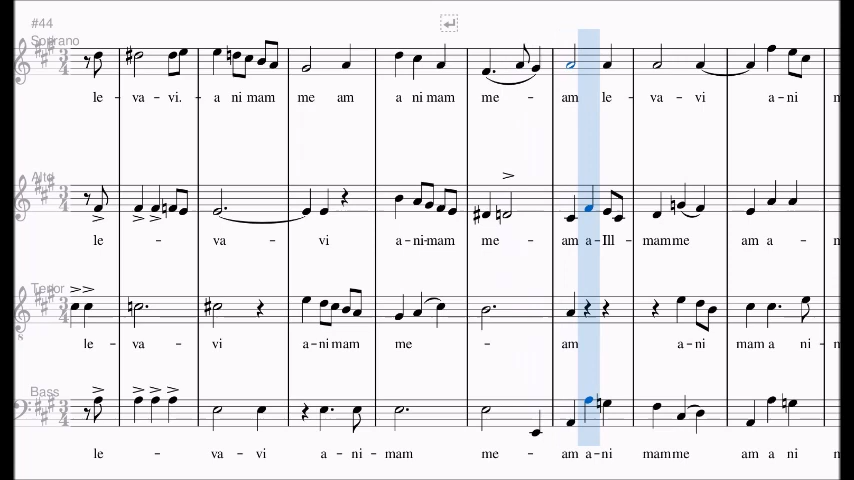 #44
Soprano
le - va - vi. - a ni mam me am a ni mam me - am le - va - vi a - ni
Alto
le - va - vi a - ni - mam me - am a - Ill - mam me am a -
Tenor
le - va - vi a - ni mam me - am a - ni mam a ni -
8
Bass
le - va - vi a - ni - mam me - am a - ni mam me am a - ni